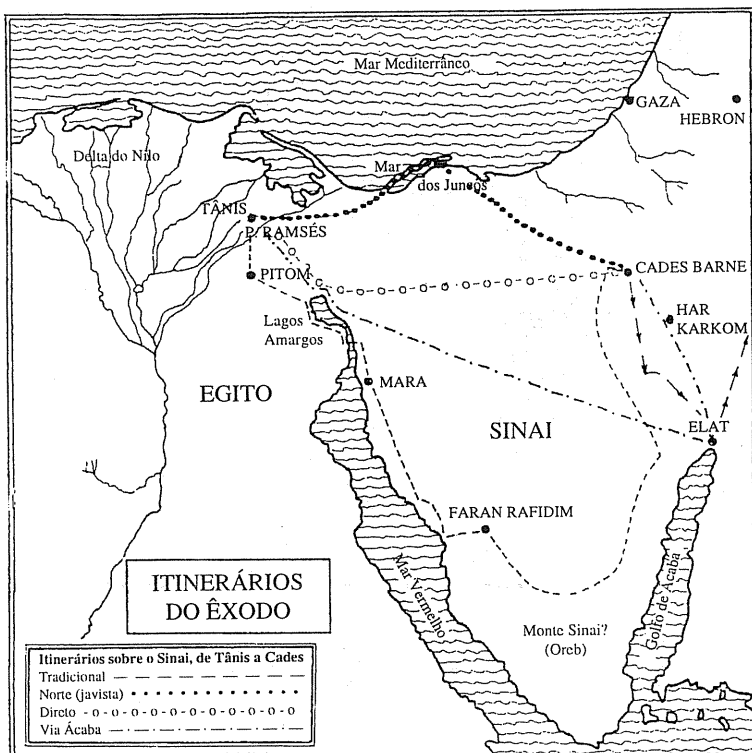 Mar Mediterrâneo
GAZA
HEBRON
Delta do Nilo
Mar
dos Juncos
TÂNIS
P. RAMSÉS
PITOM
CADES BARNE
HAR
KARKOM
Lagos
Amargos
EGITO
MARA
SINAI
ELAT
FARAN RAFIDIM
Mar Vermelho
Golfo de Acaba
Monte Sinai?
(Oreb)
ITINERÁRIOS
DO ÊXODO
Itinerários sobre o Sinai, de Tânis a Cades
Tradicional
Norte (javista)
Direto
Via Ácaba